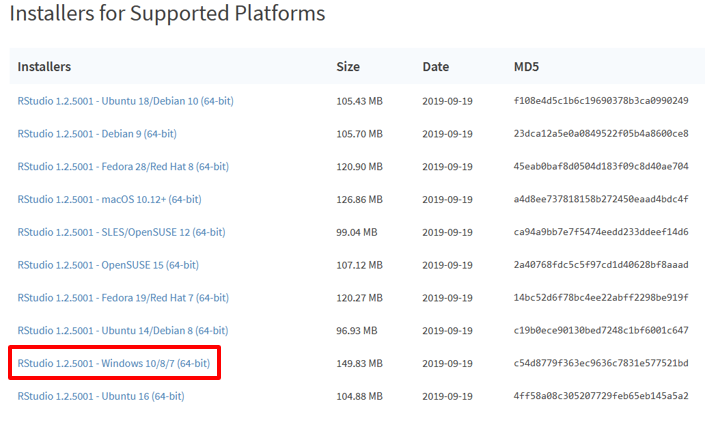 Installers for Supported Platforms
Installers Size Date MD5
RStudio 1.2.5001 - Ubuntu 18/Debian 10 (64-bit) 105.43 MB 2019-09-19 f108e4d5c1b6c19690378b3ca0990249
RStudio 1.2.5001 - Debian 9 (64-bit) 105.70 MB 2019-09-19 23dca12a5e0a0849522f05b4a8600ce8
RStudio 1.2.5001 - Fedora 28/Red Hat 8 (64-bit) 120.90 MB 2019-09-19 45eab0baf8d0504d183f09c8d40ae704
RStudio 1.2.5001 - macOS 10.12+ (64-bit) 126.86 MB 2019-09-19 a4d8ee737818158b272450eaad4bdc4f
RStudio 1.2.5001 - SLES/OpenSUSE 12 (64-bit) 99.04 MB 2019-09-19 ca94a9bb7e7f5474eedd233ddeef14d6
RStudio 1.2.5001 - OpenSUSE 15 (64-bit) 107.12 MB 2019-09-19 2a40768fdc5c5f97cd1d40628bf8aaad
RStudio 1.2.5001 - Fedora 19/Red Hat 7 (64-bit) 120.27 MB 2019-09-19 14bc52d6f78bc4ee22abff2298be919f
RStudio 1.2.5001 - Ubuntu 14/Debian 8 (64-bit) 96.93 MB 2019-09-19 c19b0ece90130bed7248c1bf6001c647
RStudio 1.2.5001 - Windows 10/8/7 (64-bit) 149.83 MB 2019-09-19 c54d8779f363ec9636c7831e577521bd
RStudio 1.2.5001 - Ubuntu 16 (64-bit) 104.88 MB 2019-09-19 4ff58a08c305207729feb65eb145a5a2